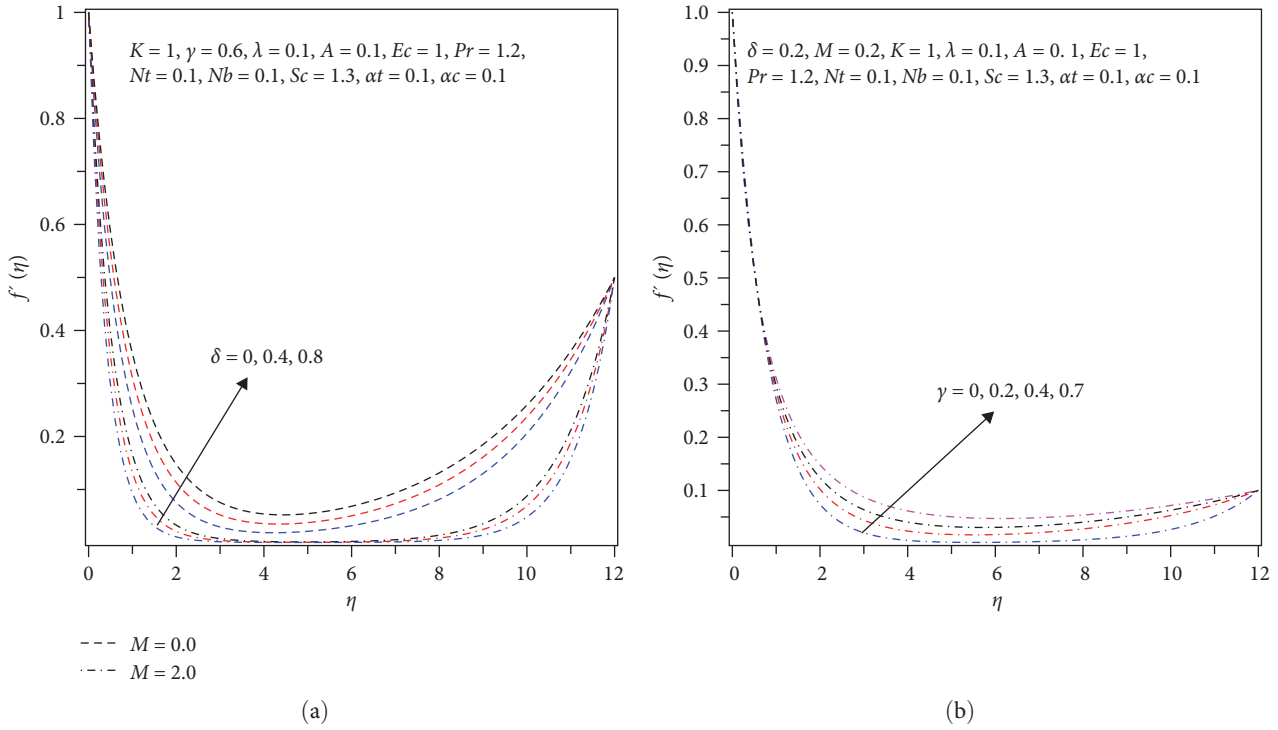 K = 1, γ = 0.6, λ = 0.1, A = 0.1, Ec = 1, Pr = 1.2,
Nt = 0.1, Nb = 0.1, Sc = 1.3, αt = 0.1, αc = 0.1
1
0.8
0.6
0.4
0.2
f′ (η)
δ = 0, 0.4, 0.8
0 2 4 6 8 10 12
η
M = 0.0
M = 2.0
(a)
δ = 0.2, M = 0.2, K = 1, λ = 0.1, A = 0. 1, Ec = 1,
Pr = 1.2, Nt = 0.1, Nb = 0.1, Sc = 1.3, αt = 0.1, αc = 0.1
1.0
0.9
0.8
0.7
0.6
0.5
0.4
0.3
0.2
0.1
f′ (η)
γ = 0, 0.2, 0.4, 0.7
0 2 4 6 8 10 12
η
(b)